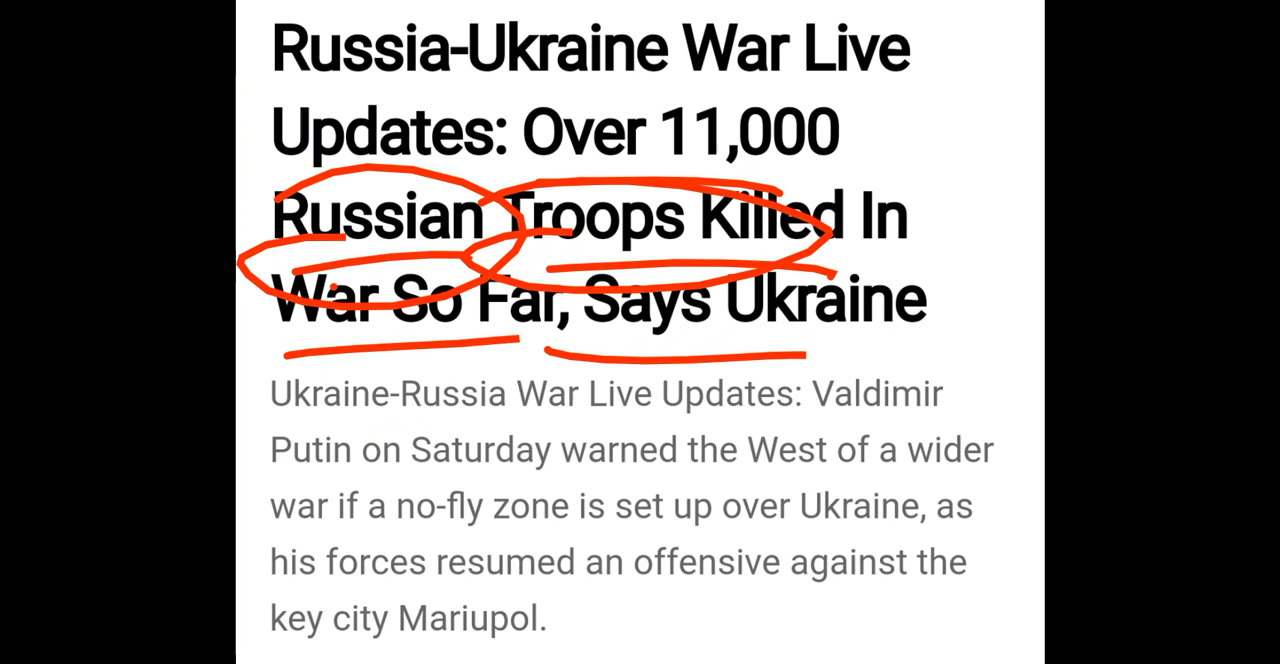 Russia-Ukraine War Live
Updates: Over 11,000
Russian Troops Killed In
War So Far, Says Ukraine
Ukraine-Russia War Live Updates: Valdimir
Putin on Saturday warned the West of a wider
war if a no-fly zone is set up over Ukraine, as
his forces resumed an offensive against the
key city Mariupol.